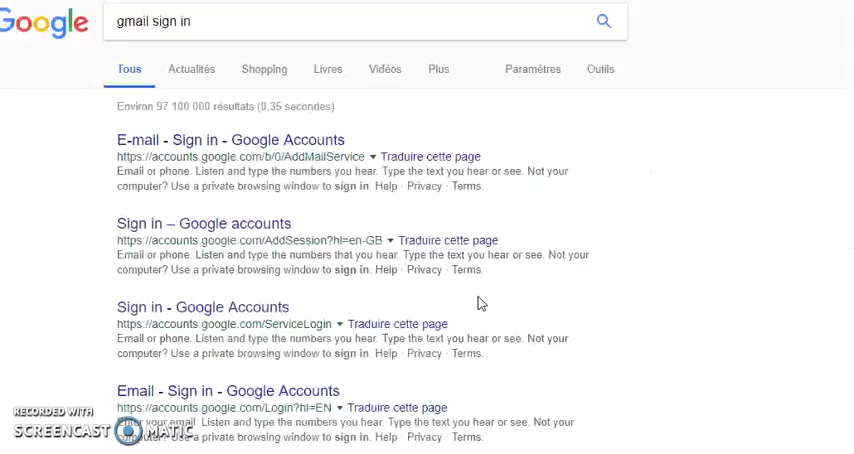 Google
gmail sign in
Tous Actualités Shopping Livres Vidéos Plus Paramètres Outils
Environ 97 100 000 résultats (0,35 secondes)
E-mail - Sign in - Google Accounts
https://accounts.google.com/b/0/AddMailService Traduire cette page
Email or phone. Listen and type the numbers you hear. Type the text you hear or see. Not your
computer? Use a private browsing window to sign in. Help · Privacy · Terms.
Sign in – Google accounts
https://accounts.google.com/AddSession?hl=en-GB Traduire cette page
Email or phone. Listen and type the numbers that you hear. Type the text you hear or see. Not your
computer? Use a private browsing window to sign in. Help · Privacy · Terms.
Sign in - Google Accounts
https://accounts.google.com/ServiceLogin Traduire cette page
Email or phone. Listen and type the numbers you hear. Type the text you hear or see. Not your
computer? Use a private browsing window to sign in. Help · Privacy · Terms.
Email - Sign in - Google Accounts
https://accounts.google.com/Login?hl=EN Traduire cette page
Enter your email. Listen and type the numbers you hear. Type the text you hear or see. Not your
computer? Use a private browsing window to sign in. Help · Privacy · Terms.
RECORDED WITH
SCREENCAST MATIC